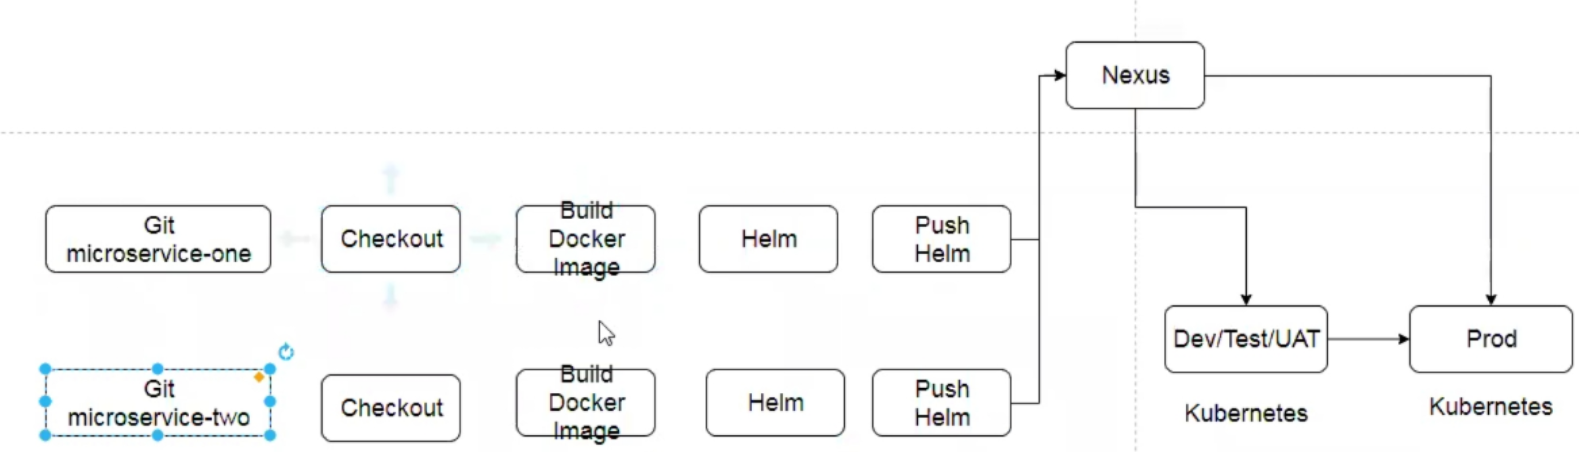 Nexus
Git
microservice-one
Checkout
Build
Docker
Image
Helm
Push
Helm
Git
microservice-two
Checkout
Build
Docker
Image
Helm
Push
Helm
Dev/Test/UAT
Prod
Kubernetes
Kubernetes